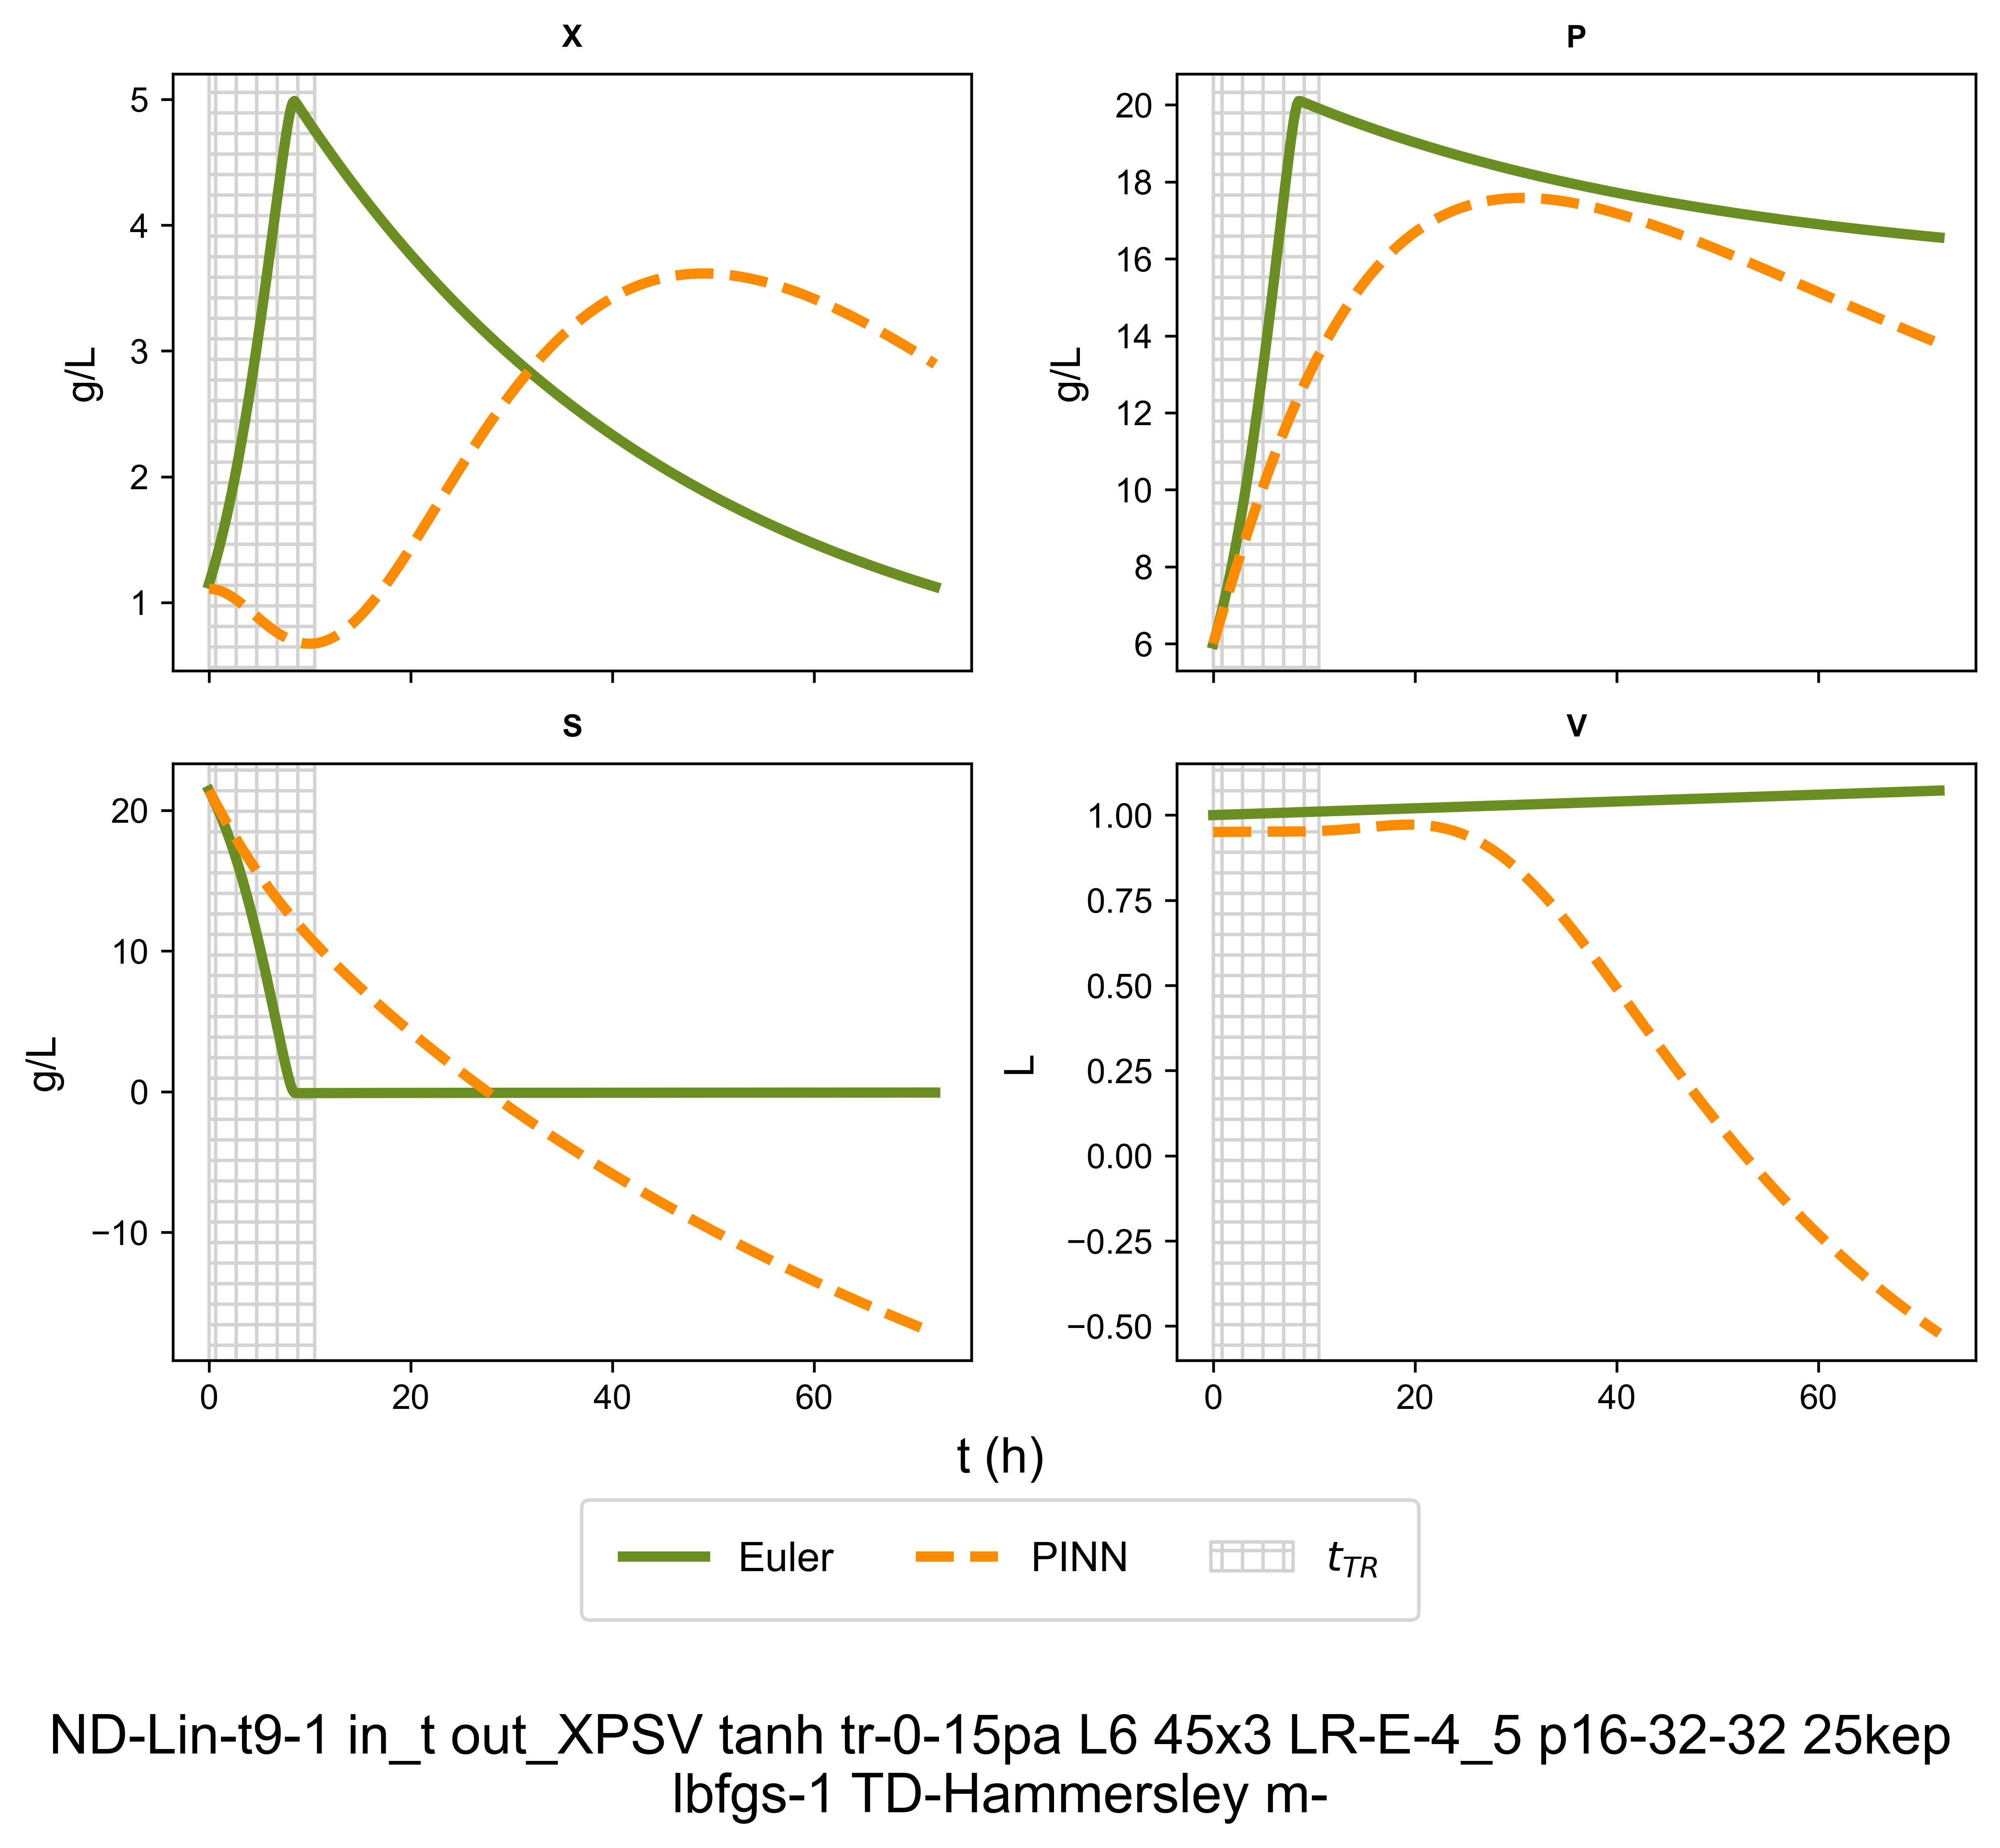 X
5
4
3
2
1
g/L
P
20
18
16
14
12
10
8
6
g/L
S
20
10
0
−10
g/L
0
20
40
60
V
1.00
0.75
0.50
0.25
0.00
−0.25
−0.50
L
0
20
40
60
t (h)
Euler
PINN
t_{TR}
ND-Lin-t9-1 in_t out_XPSV tanh tr-0-15pa L6 45x3 LR-E-4_5 p16-32-32 25kep
lbfgs-1 TD-Hammersley m-